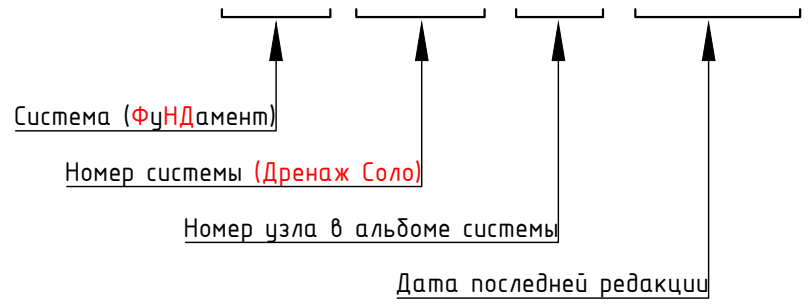 Система (ФуНДамент)
Номер системы (Дренаж Соло)
Номер узла в альбоме системы
Дата последней редакции